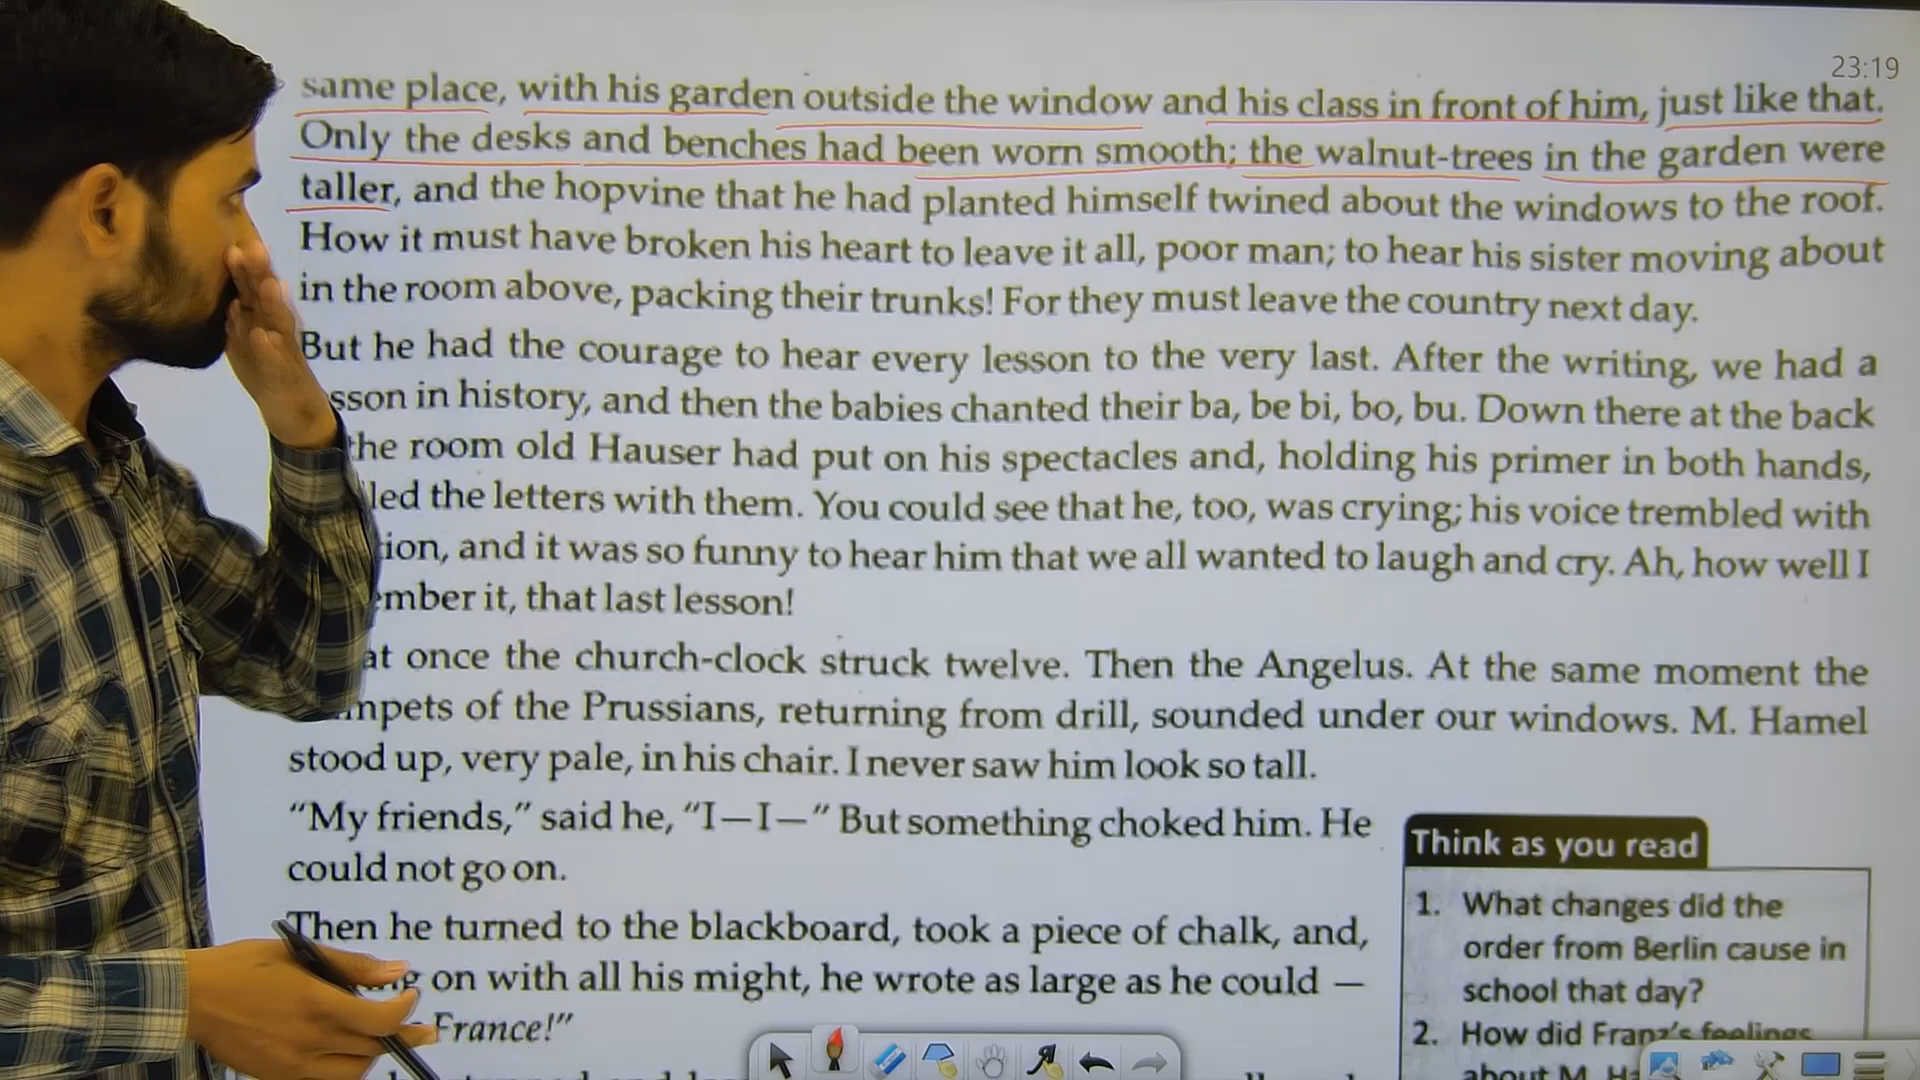 23:19
same place, with his garden outside the window and his class in front of him, just like that.
Only the desks and benches had been worn smooth; the walnut-trees in the garden were
taller, and the hopvine that he had planted himself twined about the windows to the roof.
How it must have broken his heart to leave it all, poor man; to hear his sister moving about
in the room above, packing their trunks! For they must leave the country next day.
But he had the courage to hear every lesson to the very last. After the writing, we had a
sson in history, and then the babies chanted their ba, be bi, bo, bu. Down there at the back
the room old Hauser had put on his spectacles and, holding his primer in both hands,
led the letters with them. You could see that he, too, was crying; his voice trembled with
tion, and it was so funny to hear him that we all wanted to laugh and cry. Ah, how well I
ember it, that last lesson!
at once the church-clock struck twelve. Then the Angelus. At the same moment the
mpets of the Prussians, returning from drill, sounded under our windows. M. Hamel
stood up, very pale, in his chair. I never saw him look so tall.
“My friends,” said he, “I—I—” But something choked him. He
could not go on.
Then he turned to the blackboard, took a piece of chalk, and,
g on with all his might, he wrote as large as he could —
France!”
Think as you read
1. What changes did the
order from Berlin cause in
school that day?
2. How did Franz's feelings
about M. Ha